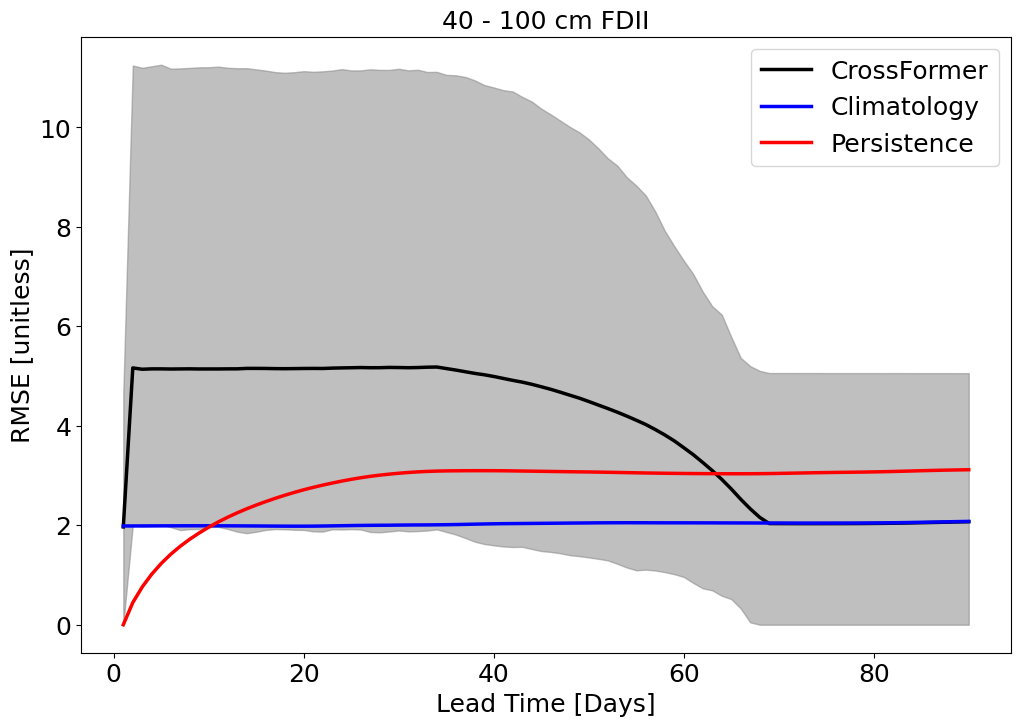 40 - 100 cm FDII
CrossFormer
Climatology
Persistence
RMSE [unitless]
10
8
6
4
2
0
0 20 40 60 80
Lead Time [Days]